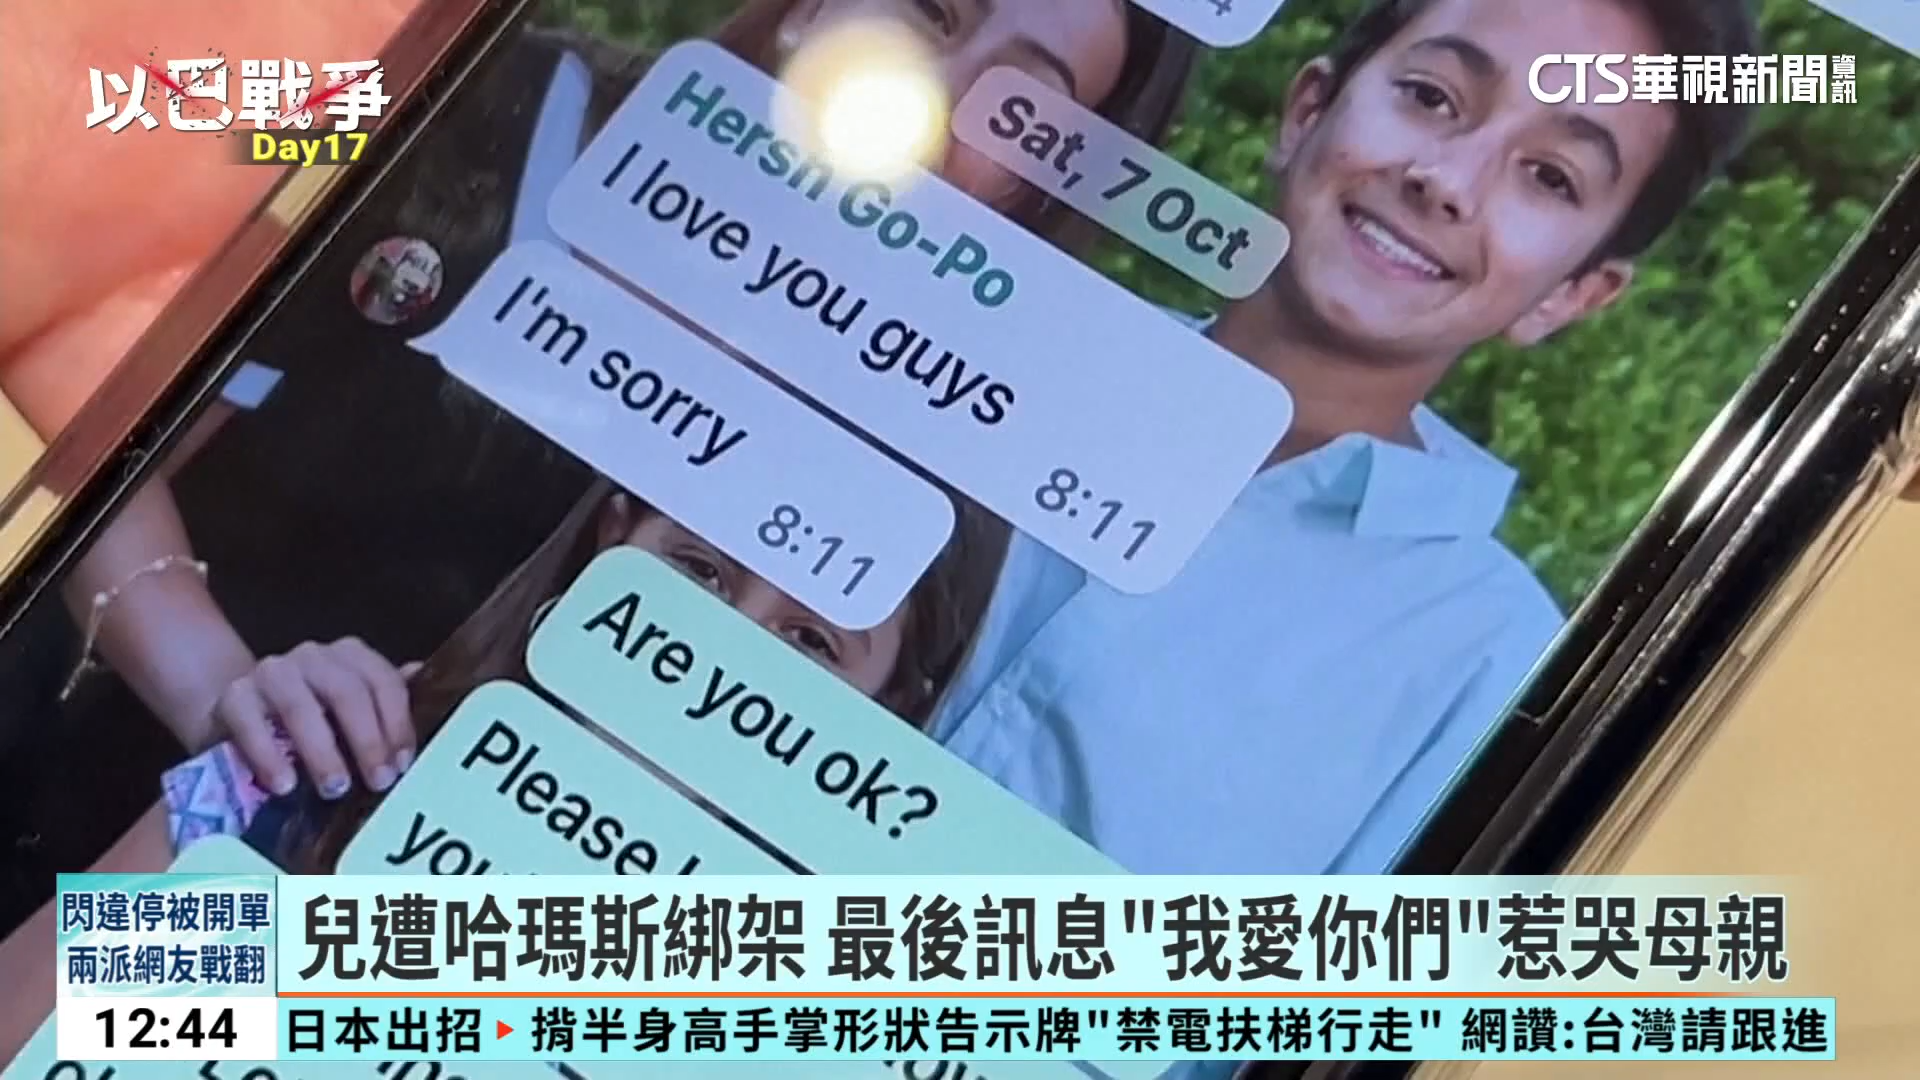 以巴戰爭
Day17
CTS華視新聞資訊
Sat, 7 Oct
Hersh Go-Po
I love you guys
8:11
I'm sorry
8:11
Are you ok?
Please
閃違停被開單
兩派網友戰翻
兒遭哈瑪斯綁架 最後訊息"我愛你們"惹哭母親
12:44
日本出招▶揹半身高手掌形狀告示牌"禁電扶梯行走" 網讚:台灣請跟進